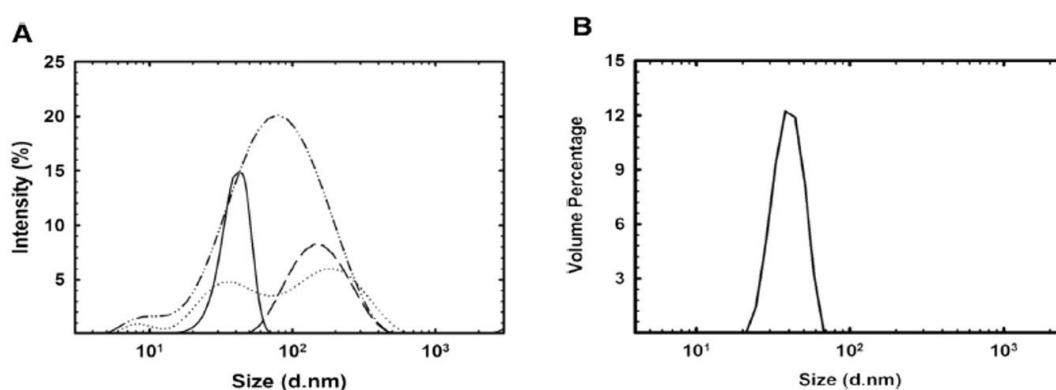 A
25
20
15
10
5
Intensity (%)
10¹ 10² 10³
Size (d.nm)
B
15
12
9
6
3
Volume Percentage
10¹ 10² 10³
Size (d.nm)